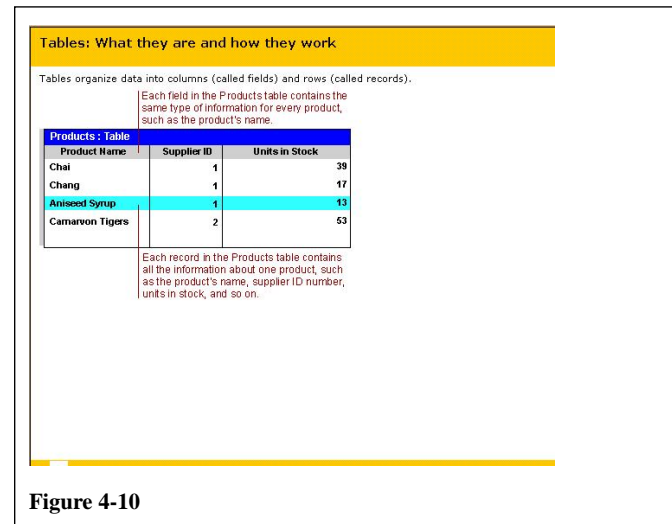 Tables: What they are and how they work
Tables organize data into columns (called fields) and rows (called records).
Each field in the Products table contains the
same type of information for every product,
such as the product's name.
Products : Table
Product Name Supplier ID Units in Stock
Chai 1 39
Chang 1 17
Aniseed Syrup 1 13
Carnarvon Tigers 2 53
Each record in the Products table contains
all the information about one product, such
as the product's name, supplier ID number,
units in stock, and so on.
Figure 4-10